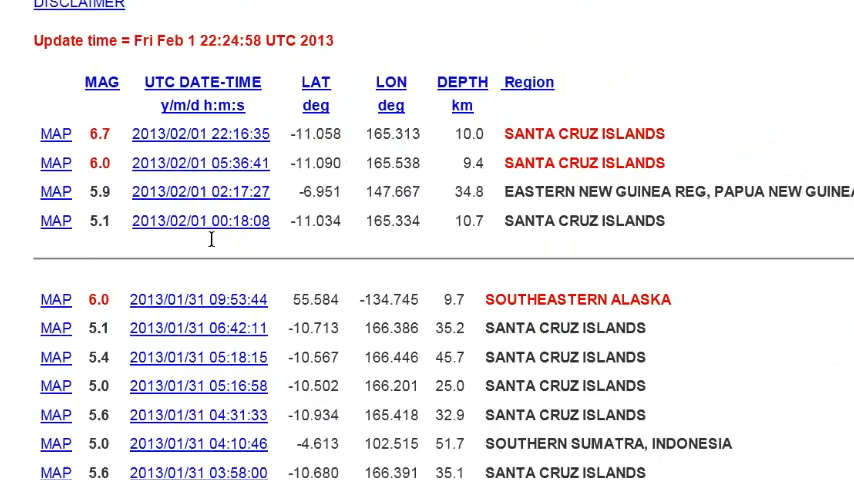 DISCLAIMER
Update time = Fri Feb 1 22:24:58 UTC 2013
MAG UTC DATE-TIME LAT LON DEPTH Region
y/m/d h:m:s deg deg km
MAP 6.7 2013/02/01 22:16:35 -11.058 165.313 10.0 SANTA CRUZ ISLANDS
MAP 6.0 2013/02/01 05:36:41 -11.090 165.538 9.4 SANTA CRUZ ISLANDS
MAP 5.9 2013/02/01 02:17:27 -6.951 147.667 34.8 EASTERN NEW GUINEA REG, PAPUA NEW GUINEA
MAP 5.1 2013/02/01 00:18:08 -11.034 165.334 10.7 SANTA CRUZ ISLANDS
MAP 6.0 2013/01/31 09:53:44 55.584 -134.745 9.7 SOUTHEASTERN ALASKA
MAP 5.1 2013/01/31 06:42:11 -10.713 166.386 35.2 SANTA CRUZ ISLANDS
MAP 5.4 2013/01/31 05:18:15 -10.567 166.446 45.7 SANTA CRUZ ISLANDS
MAP 5.0 2013/01/31 05:16:58 -10.502 166.201 25.0 SANTA CRUZ ISLANDS
MAP 5.6 2013/01/31 04:31:33 -10.934 165.418 32.9 SANTA CRUZ ISLANDS
MAP 5.0 2013/01/31 04:10:46 -4.613 102.515 51.7 SOUTHERN SUMATRA, INDONESIA
MAP 5.6 2013/01/31 03:58:00 -10.680 166.391 35.1 SANTA CRUZ ISLANDS